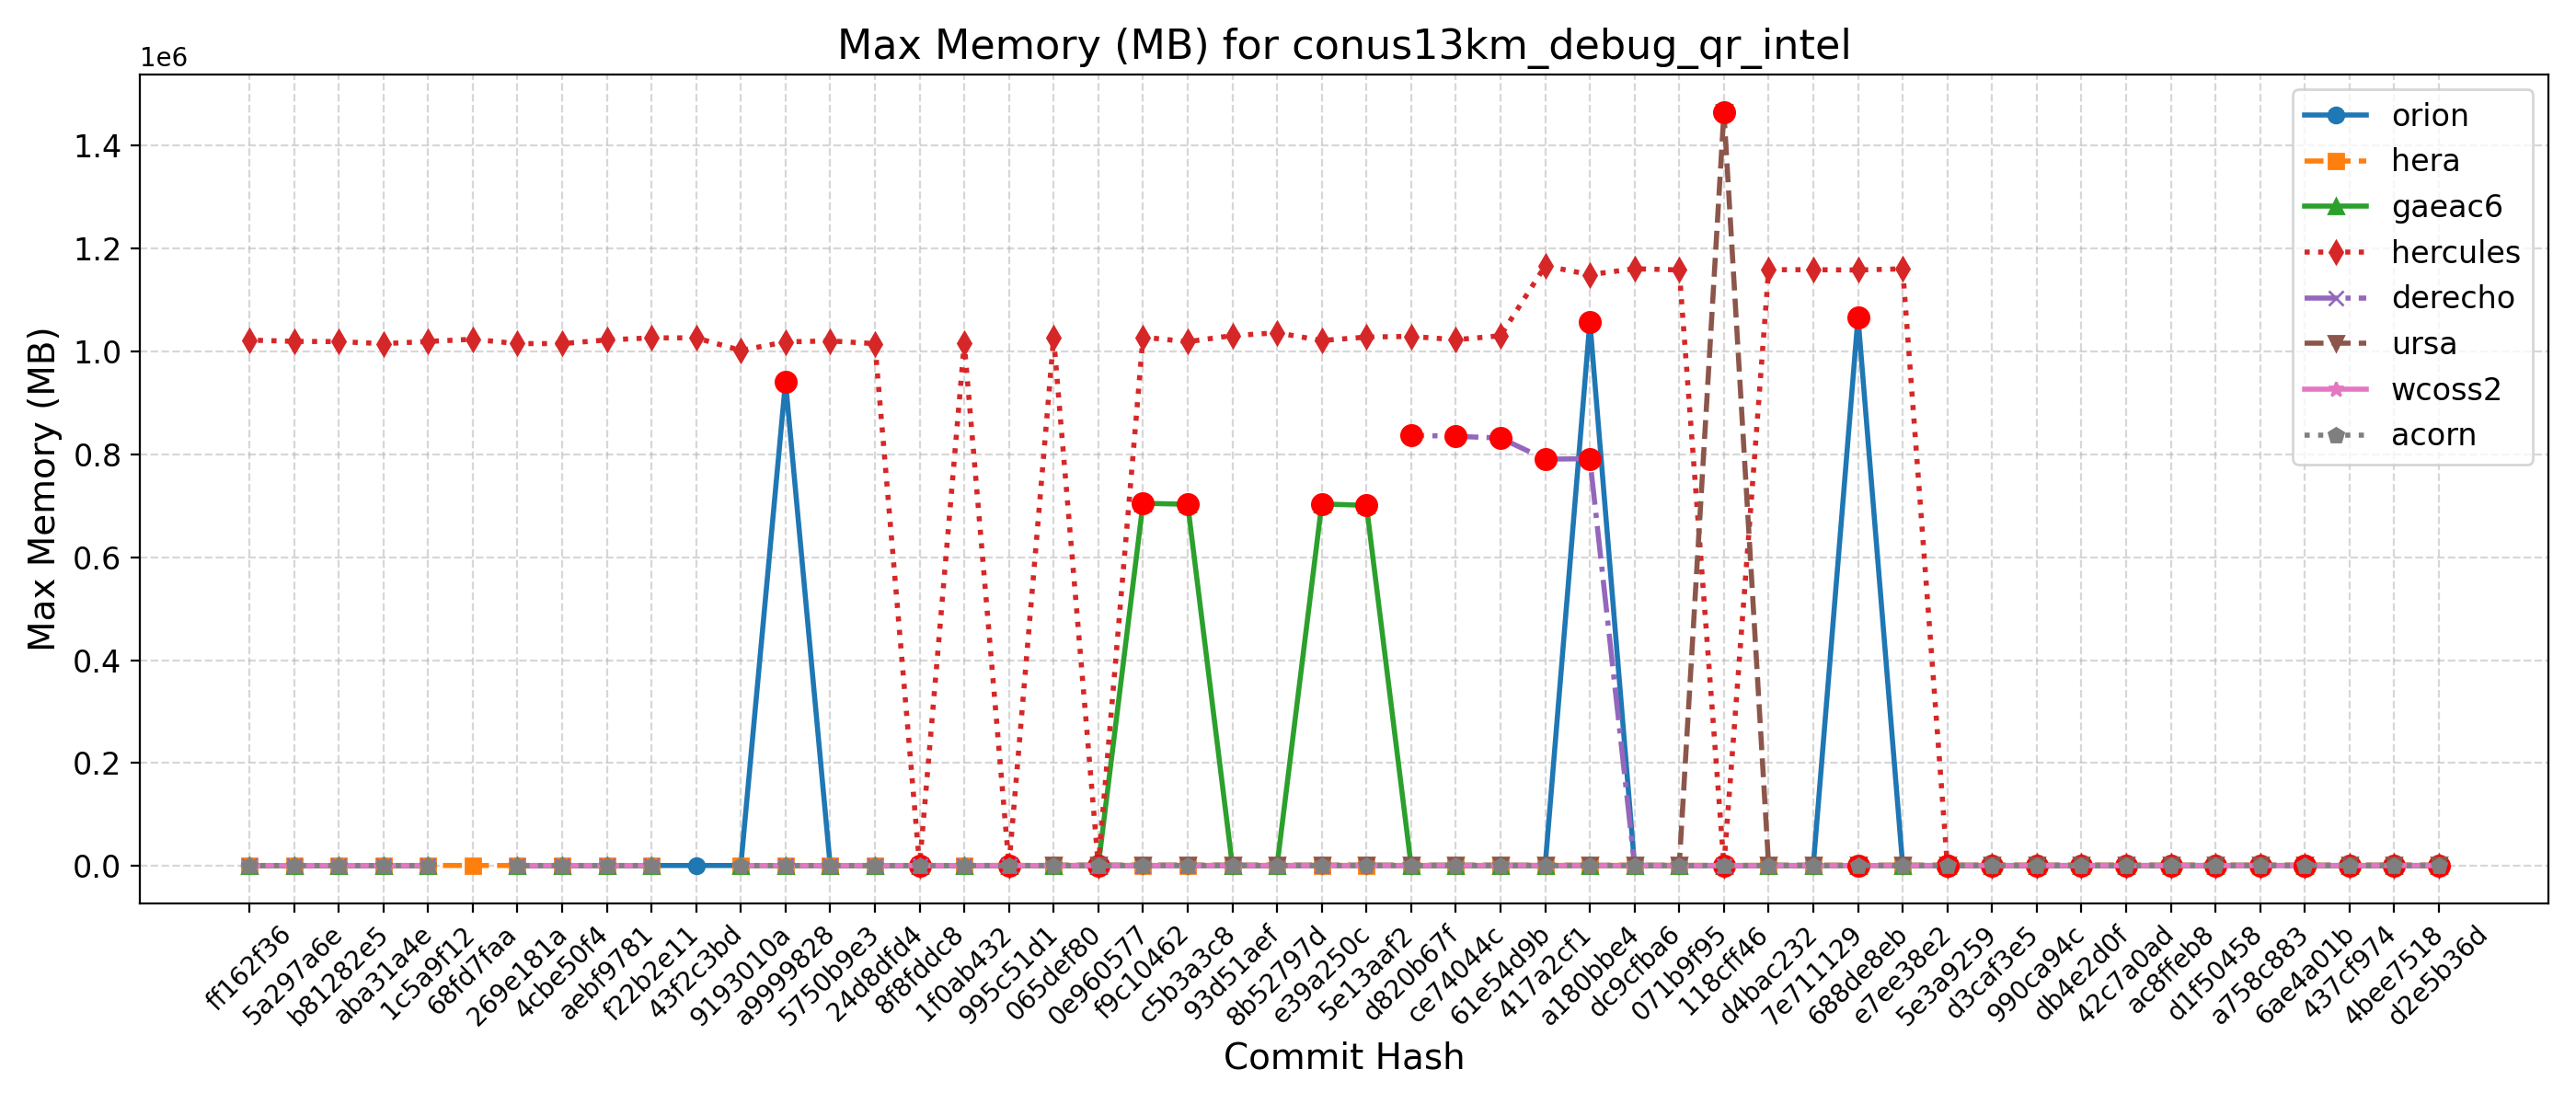 Max Memory (MB) for conus13km_debug_qr_intel
1e6
1.4
1.2
1.0
0.8
0.6
0.4
0.2
0.0
Max Memory (MB)
orion
hera
gaeac6
hercules
derecho
ursa
wcoss2
acorn
ff162f36
5a297a6e
b81282e5
aba31a4e
1c5a9f12
68fd7faa
269e181a
4cbe50f4
aebf9781
f22b2e11
43f2c3bd
9193010a
a9999828
5750b9e3
24d8dfd4
8f8fddc8
1f0ab432
995c51d1
065def80
0e960577
f9c10462
c5b3a3c8
93d51aef
8b52797d
e39a250c
5e13aaf2
d820b67f
ce74044c
61e54d9b
417a2cf1
a180bbe4
dc9cfba6
071b9f95
118cff46
d4bac232
7e711129
688de8eb
e7ee38e2
5e3a9259
d3caf3e5
990ca94c
db4e2d0f
42c7a0ad
ac8ffeb8
d1f50458
a758c883
6ae4a01b
437cf974
4bee7518
d2e5b36d
Commit Hash